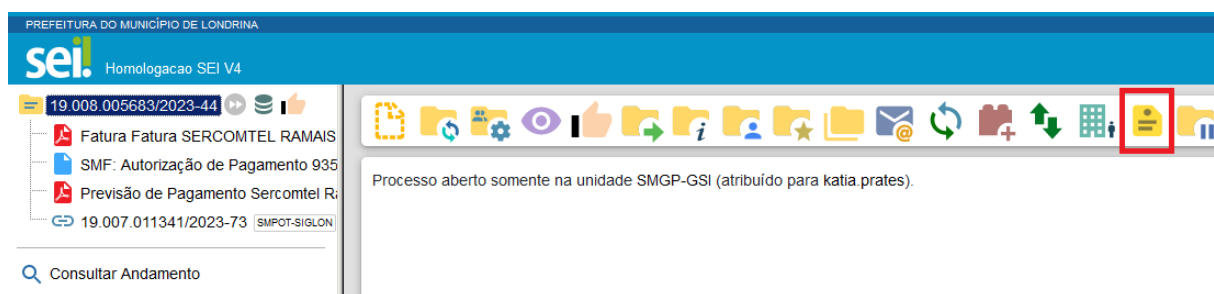 PREFEITURA DO MUNICÍPIO DE LONDRINA
sei!
Homologacao SEI V4
19.008.005683/2023-44
Fatura Fatura SERCOMTEL RAMAIS
SMF: Autorização de Pagamento 935
Previsão de Pagamento Sercomtel Ra
19.007.011341/2023-73 SMPOT-SIGLON
Consultar Andamento
Processo aberto somente na unidade SMGP-GSI (atribuído para katia.prates).